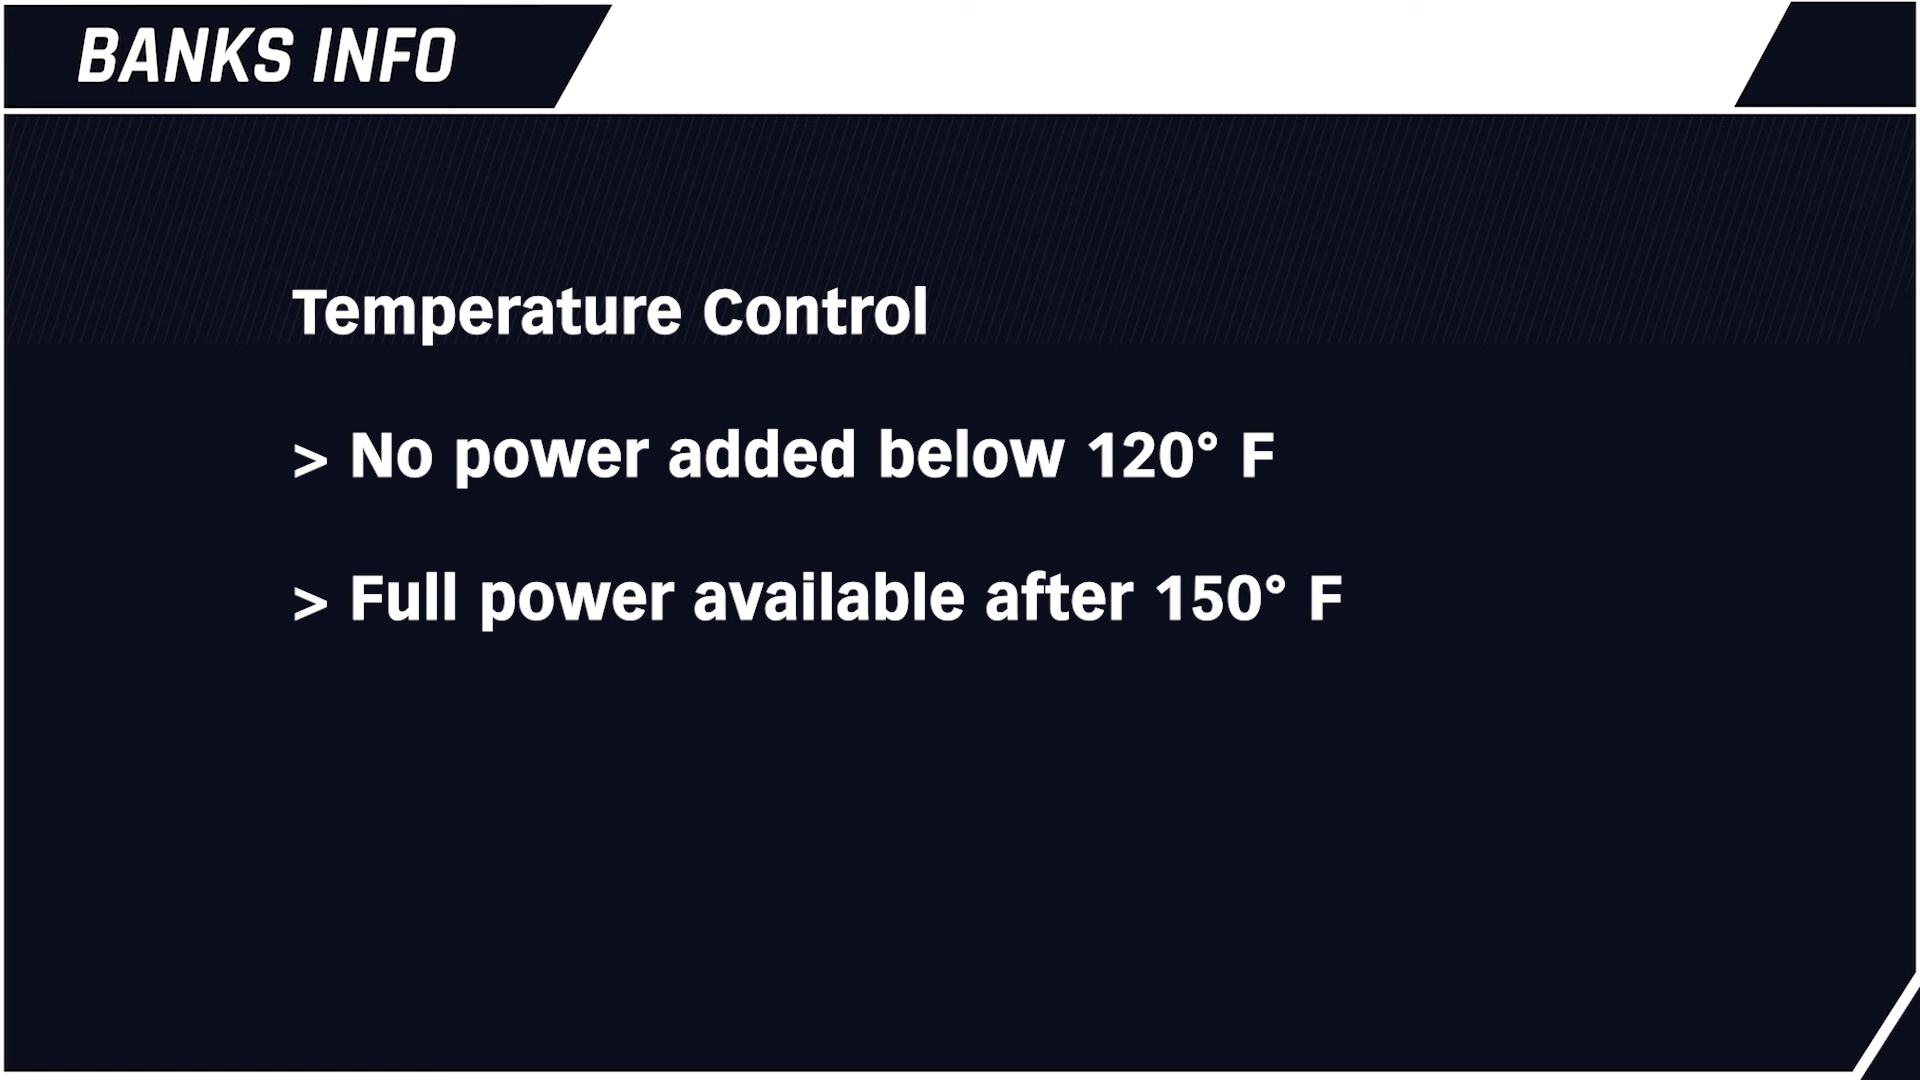 BANKS INFO
Temperature Control
> No power added below 120° F
> Full power available after 150° F